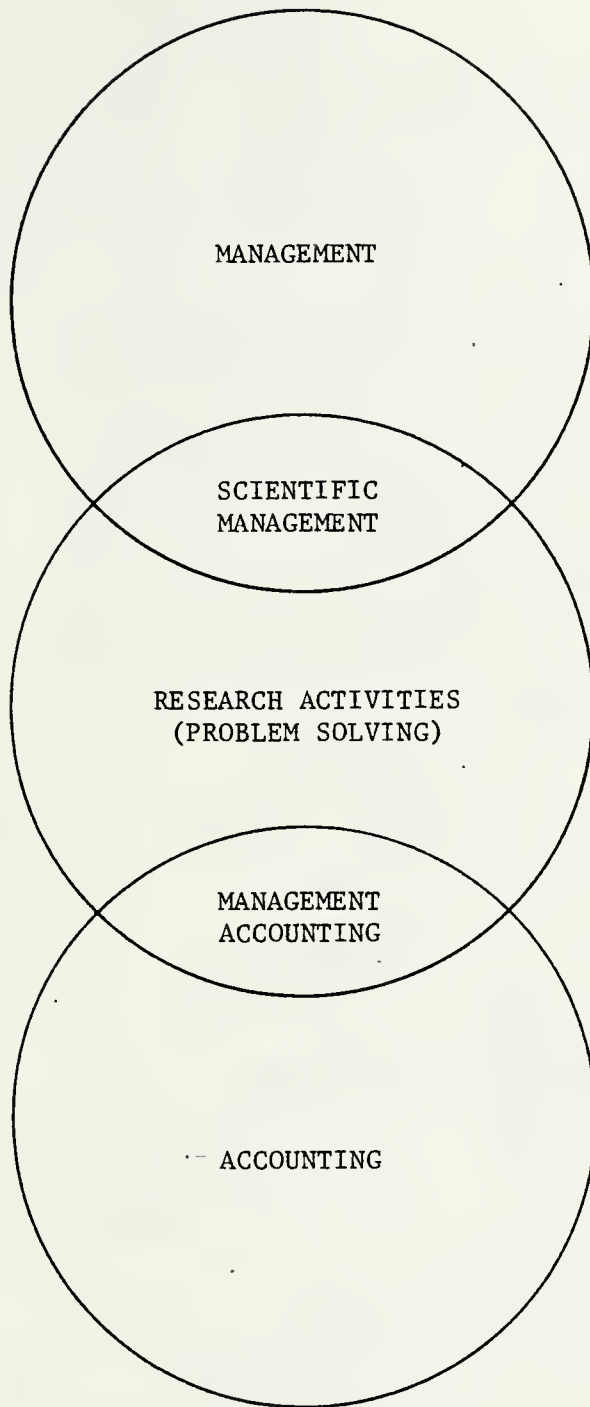 MANAGEMENT
SCIENTIFIC
MANAGEMENT
RESEARCH ACTIVITIES
(PROBLEM SOLVING)
MANAGEMENT
ACCOUNTING
ACCOUNTING